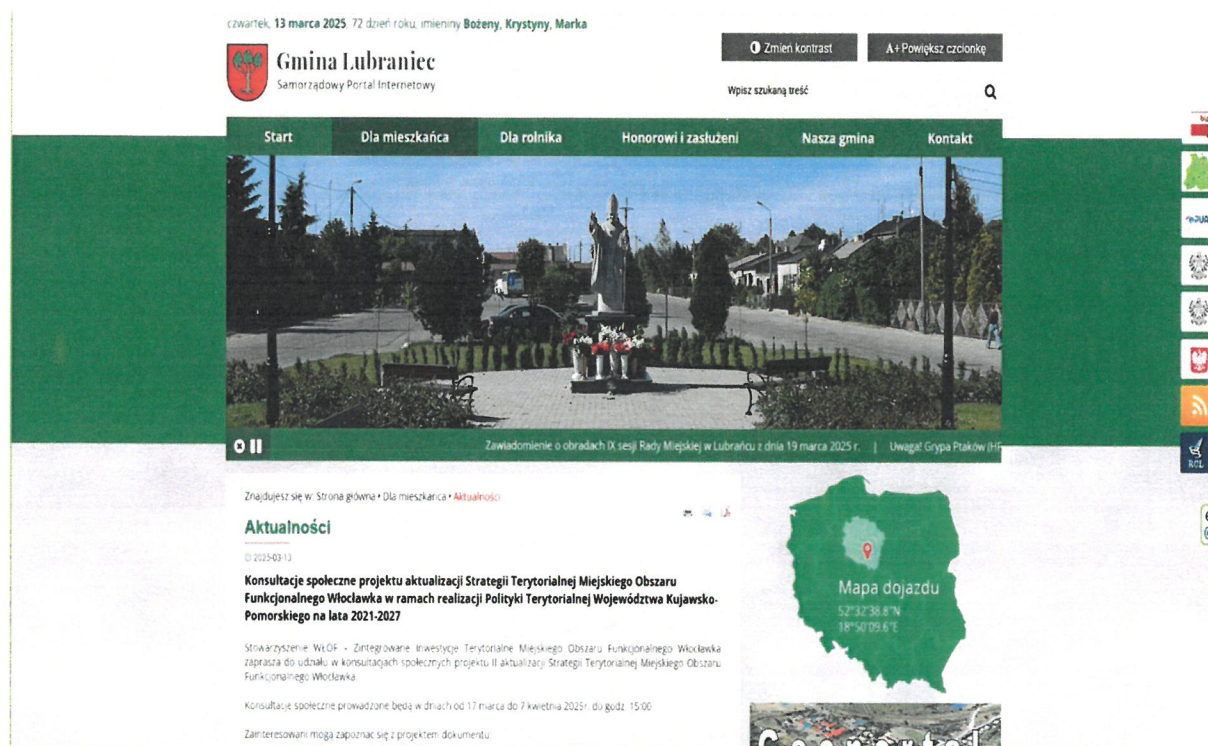 czwartek, 13 marca 2025, 72 dzień roku, imieniny Bożeny, Krystyny, Marka
Zmień kontrast
A+ Powiększ czcionkę
Gmina Lubraniec
Samorządowy Portal Internetowy
Wpisz szukaną treść
Start
Dla mieszkańca
Dla rolnika
Honorowi i zasłużeni
Nasza gmina
Kontakt
Zawiadomienie o obradach IX sesji Rady Miejskiej w Lubrańcu z dnia 19 marca 2025 r. | Uwaga! Grypa Ptaków (HP
RCL
Znajdujesz się w: Strona główna • Dla mieszkańca • Aktualności
Aktualności
2025-03-13
Konsultacje społeczne projektu aktualizacji Strategii Terytorialnej Miejskiego Obszaru
Funkcjonalnego Włocławka w ramach realizacji Polityki Terytorialnej Województwa Kujawsko-
Pomorskiego na lata 2021-2027
Stowarzyszenie WŁOF - Zintegrowane Inwestycje Terytorialne Miejskiego Obszaru Funkcjonalnego Włocławka
zaprasza do udziału w konsultacjach społecznych projektu II aktualizacji Strategii Terytorialnej Miejskiego Obszaru
Funkcjonalnego Włocławka.
Konsultacje społeczne prowadzone będą w dniach od 17 marca do 7 kwietnia 2025r. do godz. 15:00
Zainteresowani mogą zapoznać się z projektem dokumentu:
Mapa dojazdu
52°32'38.8"N
18°50'09.6"E